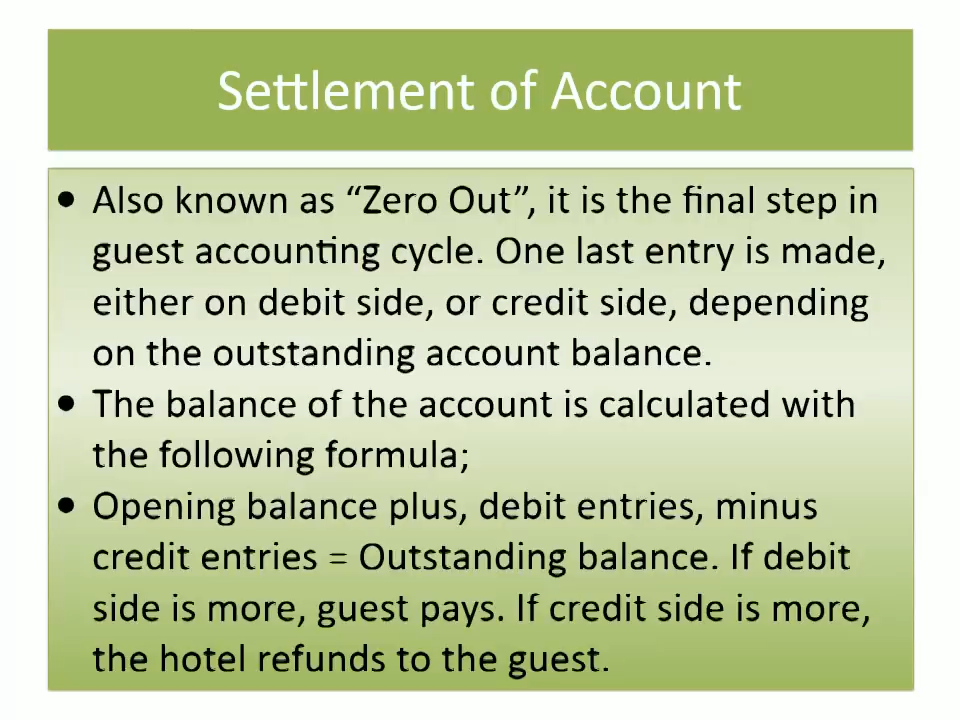 Settlement of Account
• Also known as “Zero Out”, it is the final step in
guest accounting cycle. One last entry is made,
either on debit side, or credit side, depending
on the outstanding account balance.
• The balance of the account is calculated with
the following formula;
• Opening balance plus, debit entries, minus
credit entries = Outstanding balance. If debit
side is more, guest pays. If credit side is more,
the hotel refunds to the guest.